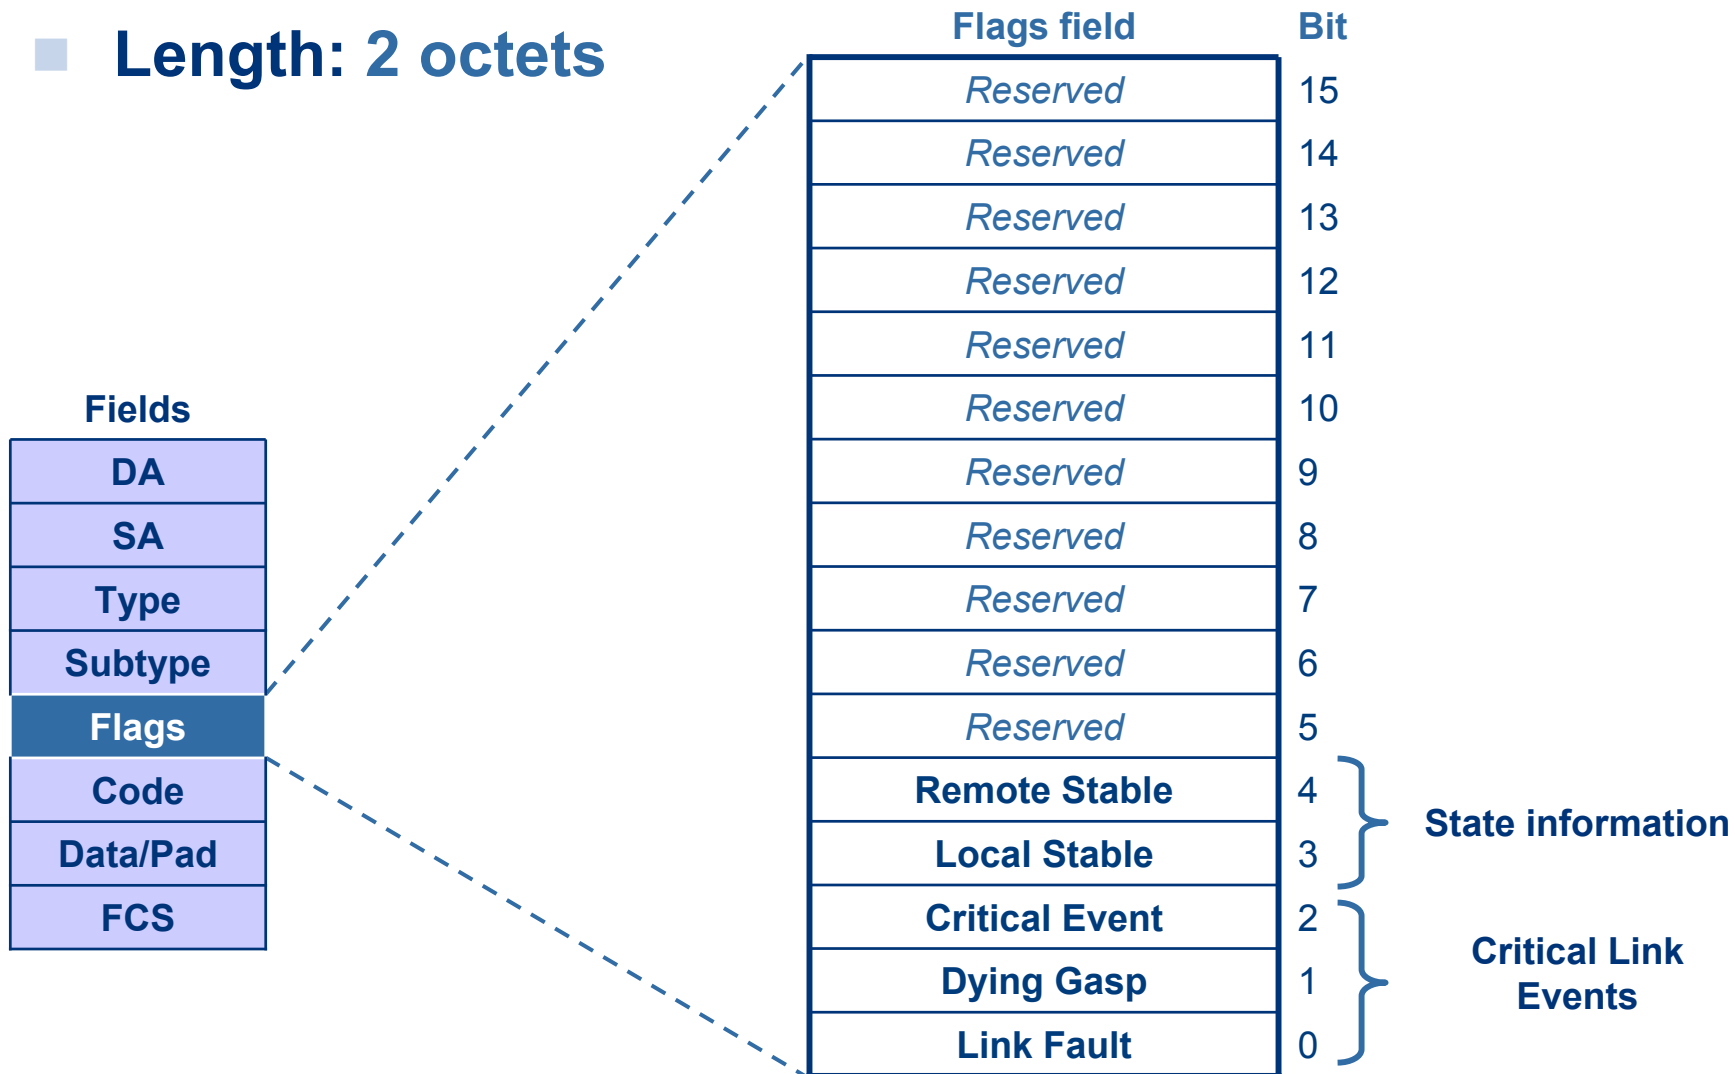 Length: 2 octets
Fields
DA
SA
Type
Subtype
Flags
Code
Data/Pad
FCS
Flags field Bit
Reserved 15
Reserved 14
Reserved 13
Reserved 12
Reserved 11
Reserved 10
Reserved 9
Reserved 8
Reserved 7
Reserved 6
Reserved 5
Remote Stable 4
Local Stable 3
Critical Event 2
Dying Gasp 1
Link Fault 0
State information
Critical Link
Events